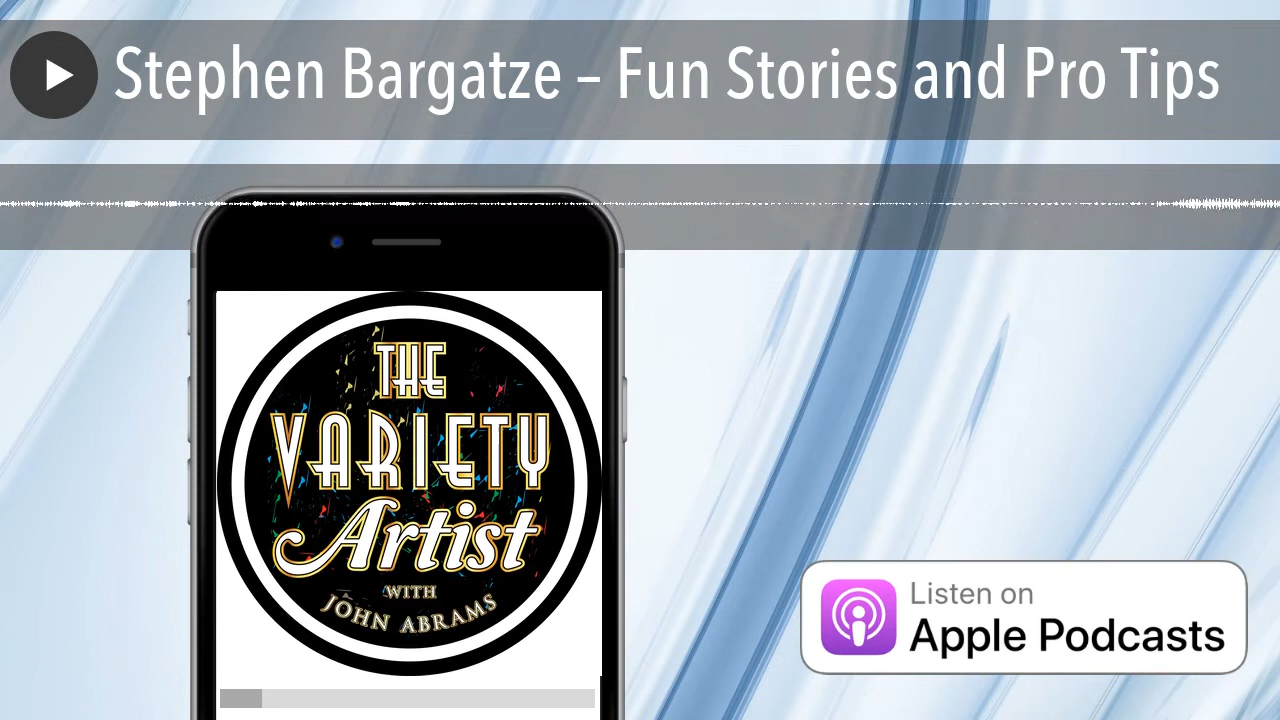 Stephen Bargatze – Fun Stories and Pro Tips
THE
VARIETY
Artist
WITH
JOHN ABRAMS
Listen on
Apple Podcasts